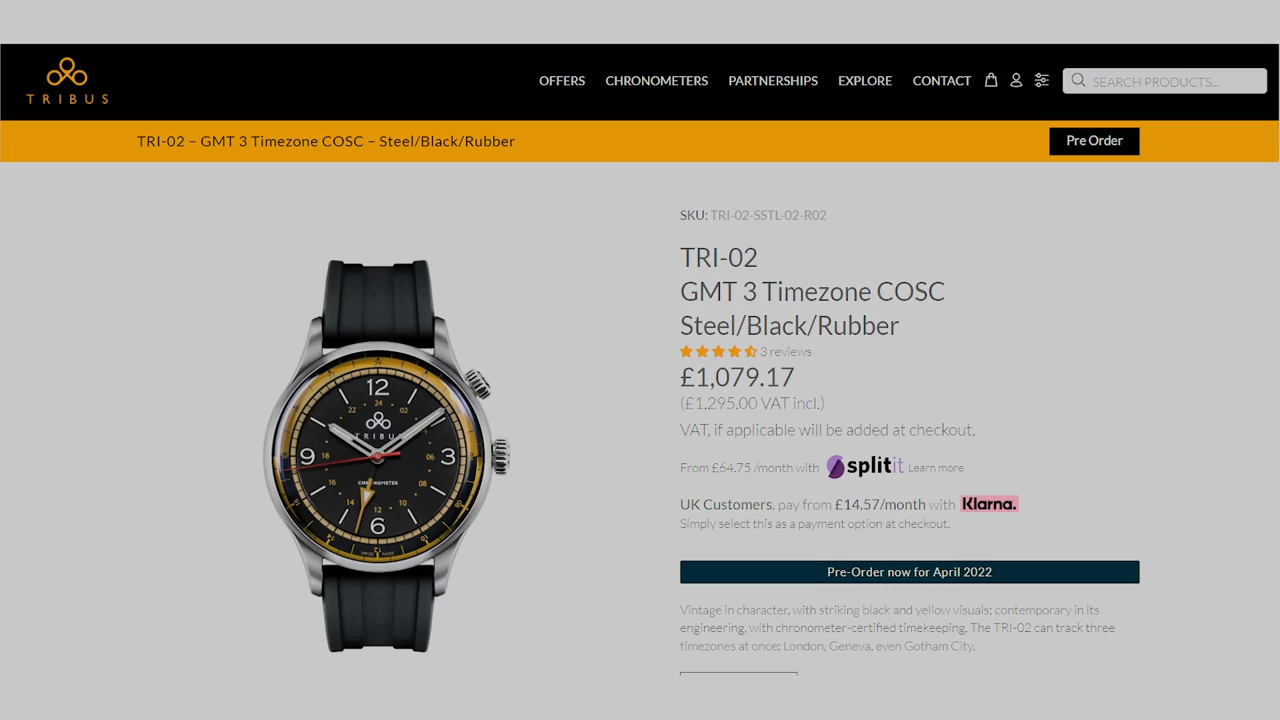 TRIBUS
OFFERS CHRONOMETERS PARTNERSHIPS EXPLORE CONTACT
SEARCH PRODUCTS...
TRI-02 – GMT 3 Timezone COSC – Steel/Black/Rubber
Pre Order
SKU: TRI-02-SSTL-02-R02
TRI-02
GMT 3 Timezone COSC
Steel/Black/Rubber
3 reviews
£1,079.17
(£1,295.00 VAT incl.)
VAT, if applicable will be added at checkout.
From £64.75 /month with splitit Learn more
UK Customers, pay from £14.57/month with Klarna.
Simply select this as a payment option at checkout.
Pre-Order now for April 2022
Vintage in character, with striking black and yellow visuals; contemporary in its
engineering, with chronometer-certified timekeeping. The TRI-02 can track three
timezones at once: London, Geneva, even Gotham City.
12
22 24 02
TRIBUS
9 18 06 3
CHRONOMETER
16 08
14 12 10
6
SWISS MADE